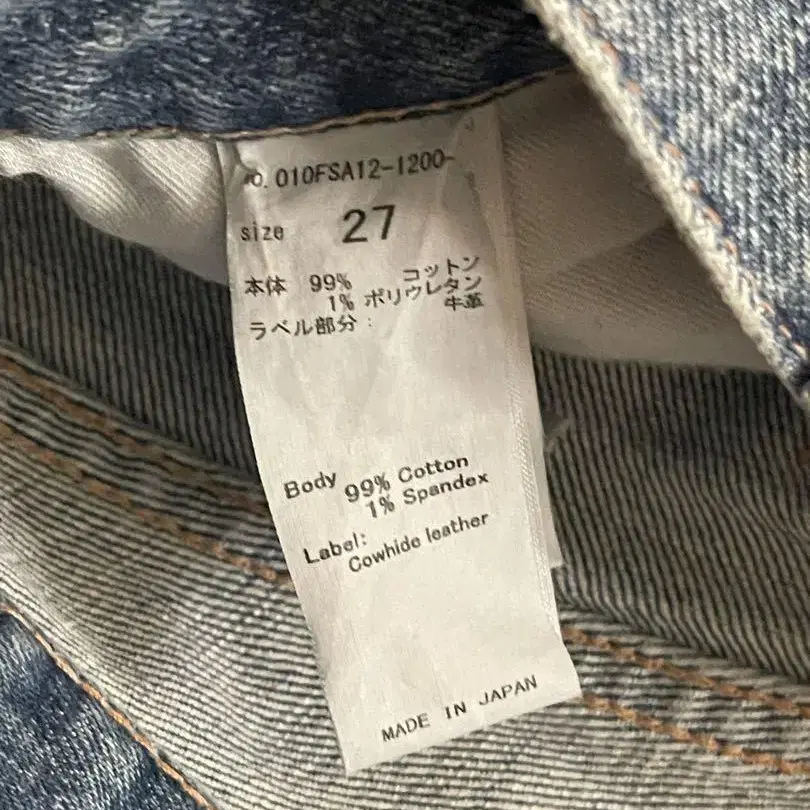 No. 010FSA12-1200-
size 27
本体 99% コットン
1% ポリウレタン
ラベル部分: 牛革
Body 99% Cotton
1% Spandex
Label:
Cowhide leather
MADE IN JAPAN